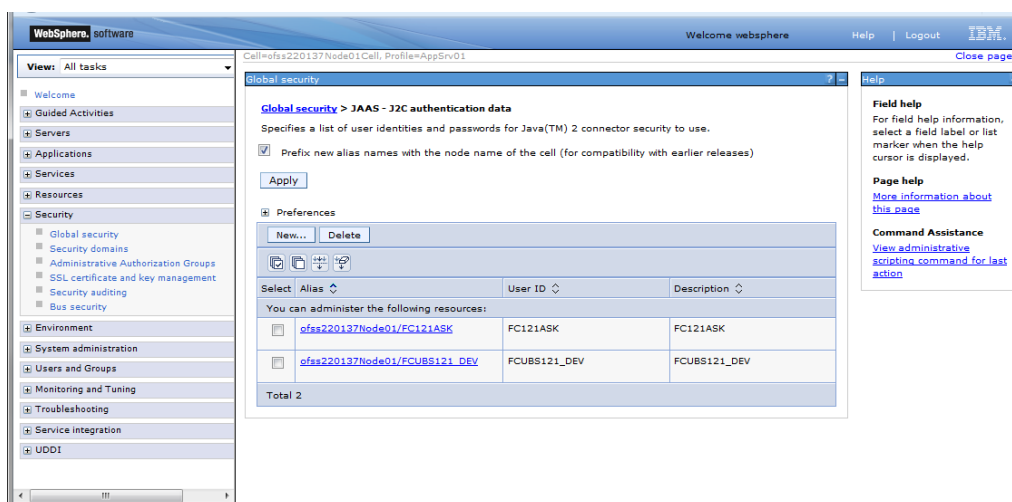 WebSphere. software
Welcome websphere
Help | Logout
IBM.
View: All tasks
Cell=ofss220137Node01Cell, Profile=AppSrv01
Close page
Welcome
Guided Activities
Servers
Applications
Services
Resources
Security
Global security
Security domains
Administrative Authorization Groups
SSL certificate and key management
Security auditing
Bus security
Environment
System administration
Users and Groups
Monitoring and Tuning
Troubleshooting
Service integration
UDDI
Global security
? -
Global security > JAAS - J2C authentication data
Specifies a list of user identities and passwords for Java(TM) 2 connector security to use.
Prefix new alias names with the node name of the cell (for compatibility with earlier releases)
Apply
Preferences
New... Delete
Select Alias User ID Description
You can administer the following resources:
ofss220137Node01/FC121ASK FC121ASK FC121ASK
ofss220137Node01/FCUBS121_DEV FCUBS121_DEV FCUBS121_DEV
Total 2
Help
Field help
For field help information,
select a field label or list
marker when the help
cursor is displayed.
Page help
More information about
this page
Command Assistance
View administrative
scripting command for last
action